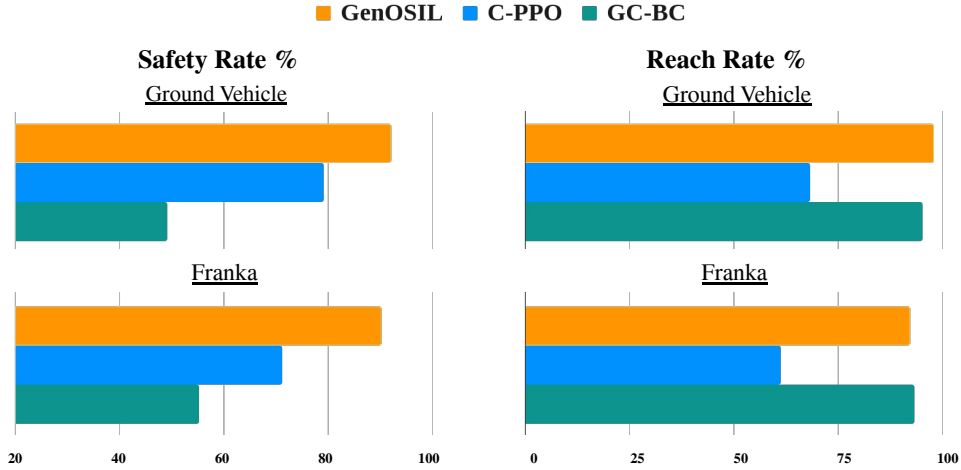 GenOSIL C-PPO GC-BC
Safety Rate %
Ground Vehicle
Franka
20 40 60 80 100
Reach Rate %
Ground Vehicle
Franka
0 25 50 75 100